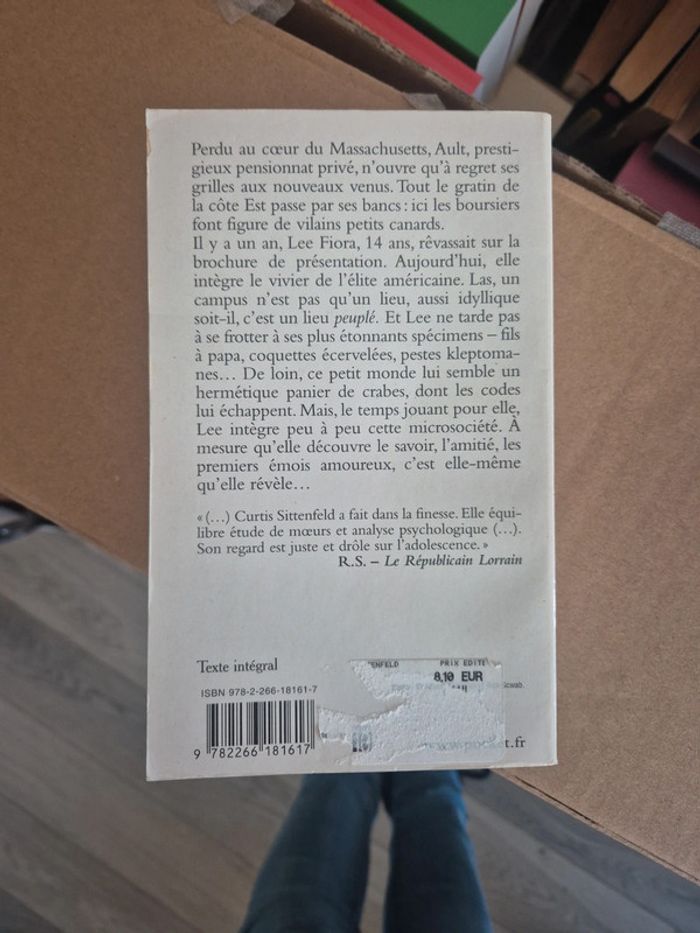 Perdu au cœur du Massachusetts, Ault, presti-
gieux pensionnat privé, n'ouvre qu'à regret ses
grilles aux nouveaux venus. Tout le gratin de
la côte Est passe par ses bancs : ici les boursiers
font figure de vilains petits canards.
Il y a un an, Lee Fiora, 14 ans, rêvassait sur la
brochure de présentation. Aujourd'hui, elle
intègre le vivier de l'élite américaine. Las, un
campus n'est pas qu'un lieu, aussi idyllique
soit-il, c'est un lieu peuplé. Et Lee ne tarde pas
à se frotter à ses plus étonnants spécimens – fils
à papa, coquettes écervelées, pestes kleptoma-
nes… De loin, ce petit monde lui semble un
hermétique panier de crabes, dont les codes
lui échappent. Mais, le temps jouant pour elle,
Lee intègre peu à peu cette microsociété. À
mesure qu'elle découvre le savoir, l'amitié, les
premiers émois amoureux, c'est elle-même
qu'elle révèle…
« (…) Curtis Sittenfeld a fait dans la finesse. Elle équi-
libre étude de mœurs et analyse psychologique (…).
Son regard est juste et drôle sur l'adolescence. »
R.S. – Le Républicain Lorrain
Texte intégral
ENFELD PRIX EDITE
8,10 EUR
ISBN 978-2-266-18161-7
9 782266 181617